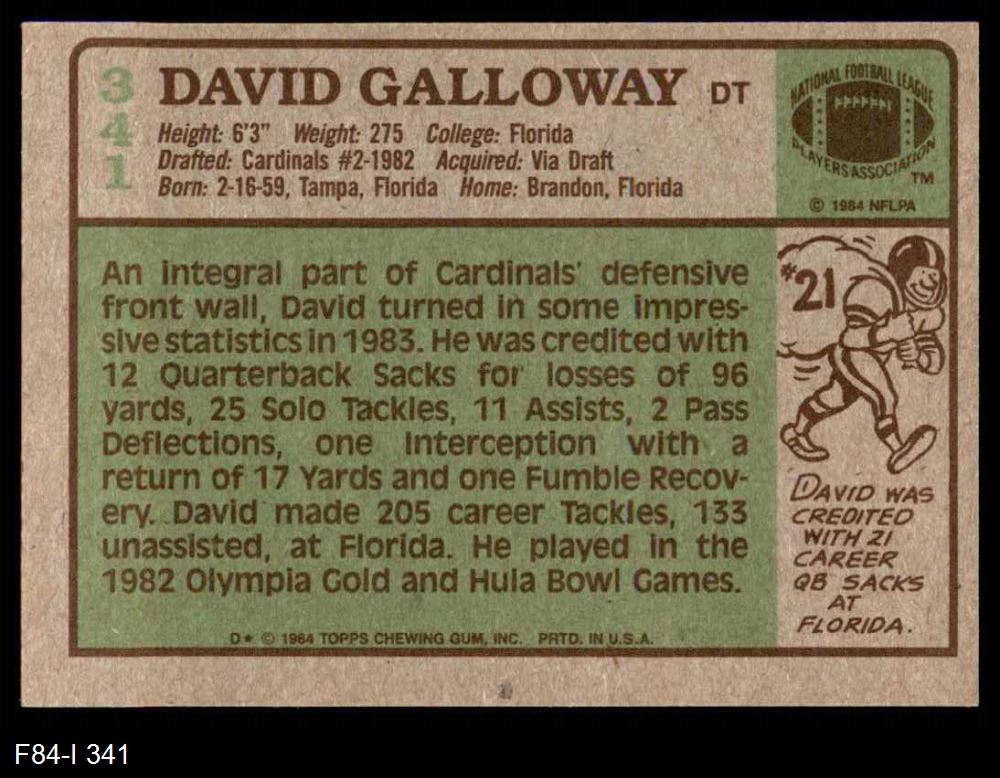 341
DAVID GALLOWAY DT
Height: 6'3" Weight: 275 College: Florida
Drafted: Cardinals #2-1982 Acquired: Via Draft
Born: 2-16-59, Tampa, Florida Home: Brandon, Florida
NATIONAL FOOTBALL LEAGUE
PLAYERS ASSOCIATION
TM
© 1984 NFLPA
An integral part of Cardinals' defensive
front wall, David turned in some impres-
sive statistics in 1983. He was credited with
12 Quarterback Sacks for losses of 96
yards, 25 Solo Tackles, 11 Assists, 2 Pass
Deflections, one Interception with a
return of 17 Yards and one Fumble Recov-
ery. David made 205 career Tackles, 133
unassisted, at Florida. He played in the
1982 Olympia Gold and Hula Bowl Games.
D* © 1984 TOPPS CHEWING GUM, INC. PRTD. IN U.S.A.
#21
DAVID WAS
CREDITED
WITH 21
CAREER
QB SACKS
AT
FLORIDA.
F84-I 341